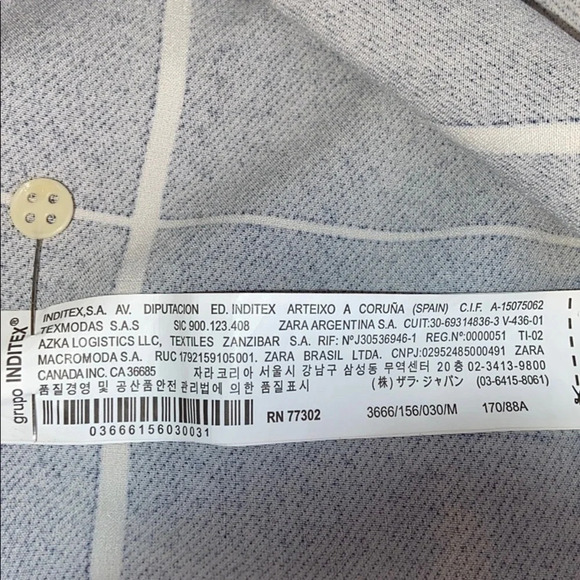 grupo INDITEX®
INDITEX,S.A. AV. DIPUTACION ED. INDITEX ARTEIXO A CORUÑA (SPAIN) C.I.F. A-15075062
TEXMODAS S.A.S SIC 900.123.408 ZARA ARGENTINA S.A. CUIT:30-69314836-3 V-436-01
AZKA LOGISTICS LLC, TEXTILES ZANZIBAR S.A. RIF: NºJ30536946-1 REG.Nº:0000051 TI-02
MACROMODA S.A. RUC 1792159105001. ZARA BRASIL LTDA. CNPJ:02952485000491 ZARA
CANADA INC. CA 36685 자라 코리아 서울시 강남구 삼성동 무역센터 20층 02-3413-9800
품질경영 및 공산품안전 관리법에 의한 품질표시 (株) ザラ・ジャパン (03-6415-8061)
03666156030031 RN 77302 3666/156/030/M 170/88A